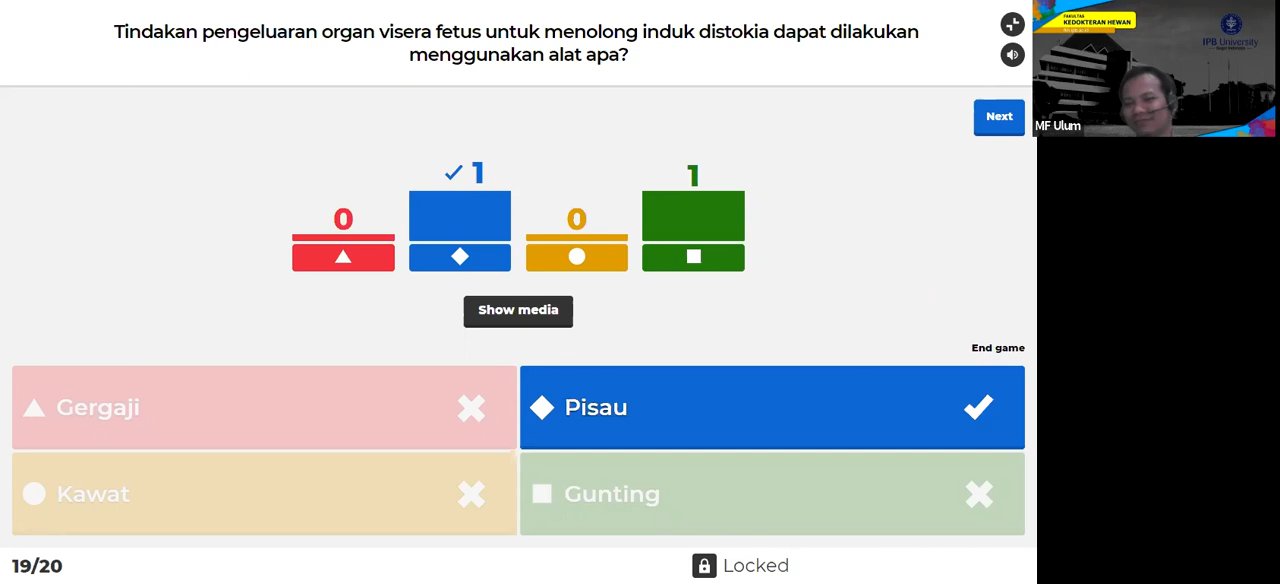 Tindakan pengeluaran organ visera fetus untuk menolong induk distokia dapat dilakukan
menggunakan alat apa?
FAKULTAS
KEDOKTERAN HEWAN
IPB University
MF Ulum
Next
0
1
0
1
Show media
End game
Gergaji
Pisau
Kawat
Gunting
19/20
Locked